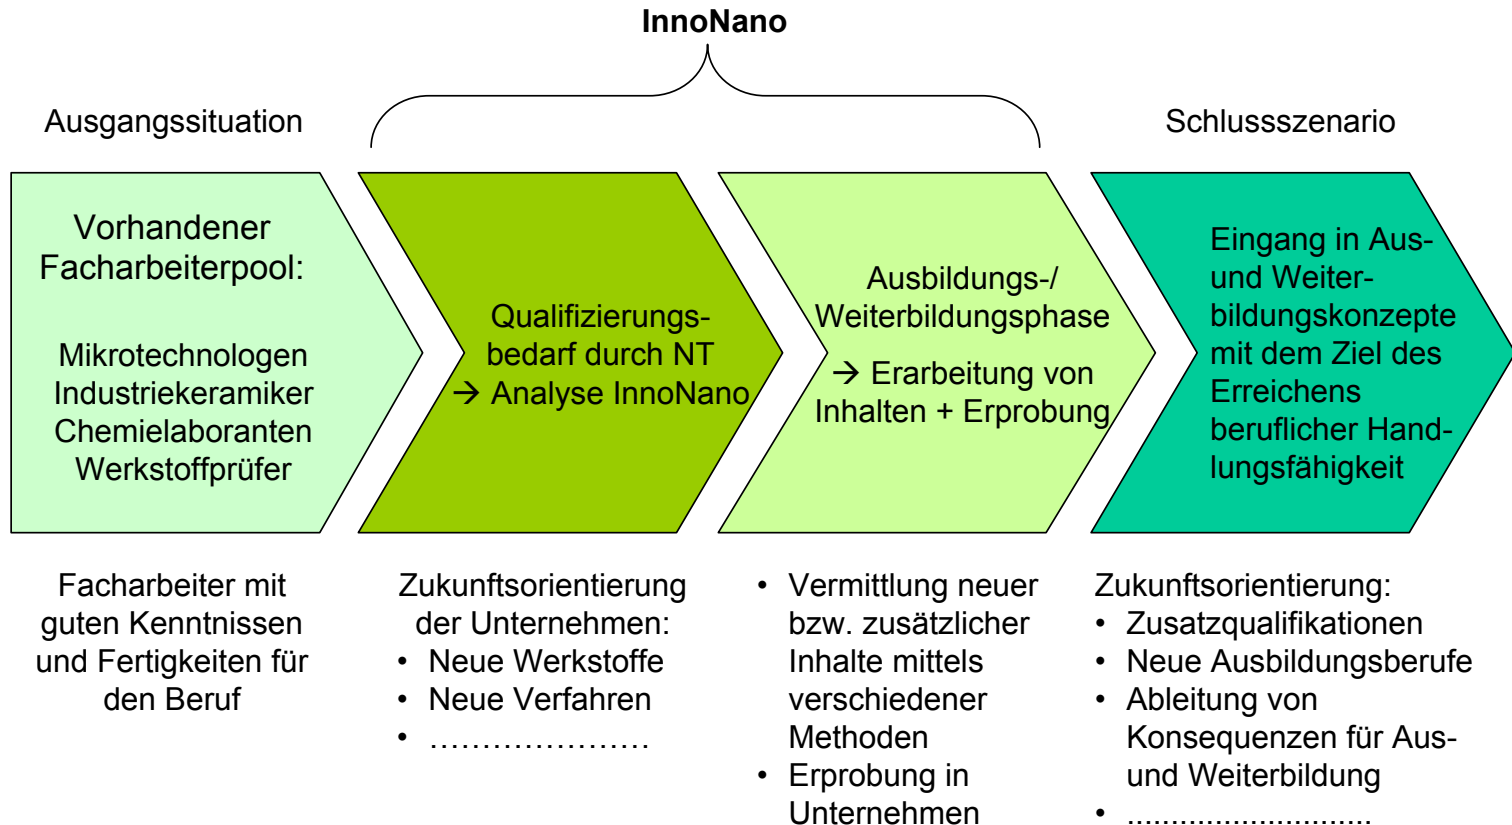 InnoNano
Ausgangssituation
Schlussszenario
Vorhandener
Facharbeiterpool:
Mikrotechnologen
Industriekeramiker
Chemielaboranten
Werkstoffprüfer
Qualifizierungs-
bedarf durch NT
→ Analyse InnoNano
Ausbildungs-/
Weiterbildungsphase
→ Erarbeitung von
Inhalten + Erprobung
Eingang in Aus-
und Weiter-
bildungskonzepte
mit dem Ziel des
Erreichens
beruflicher Hand-
lungsfähigkeit
Facharbeiter mit
guten Kenntnissen
und Fertigkeiten für
den Beruf
Zukunftsorientierung
der Unternehmen:
• Neue Werkstoffe
• Neue Verfahren
• …………………
• Vermittlung neuer
bzw. zusätzlicher
Inhalte mittels
verschiedener
Methoden
• Erprobung in
Unternehmen
Zukunftsorientierung:
• Zusatzqualifikationen
• Neue Ausbildungsberufe
• Ableitung von
Konsequenzen für Aus-
und Weiterbildung
• ............................